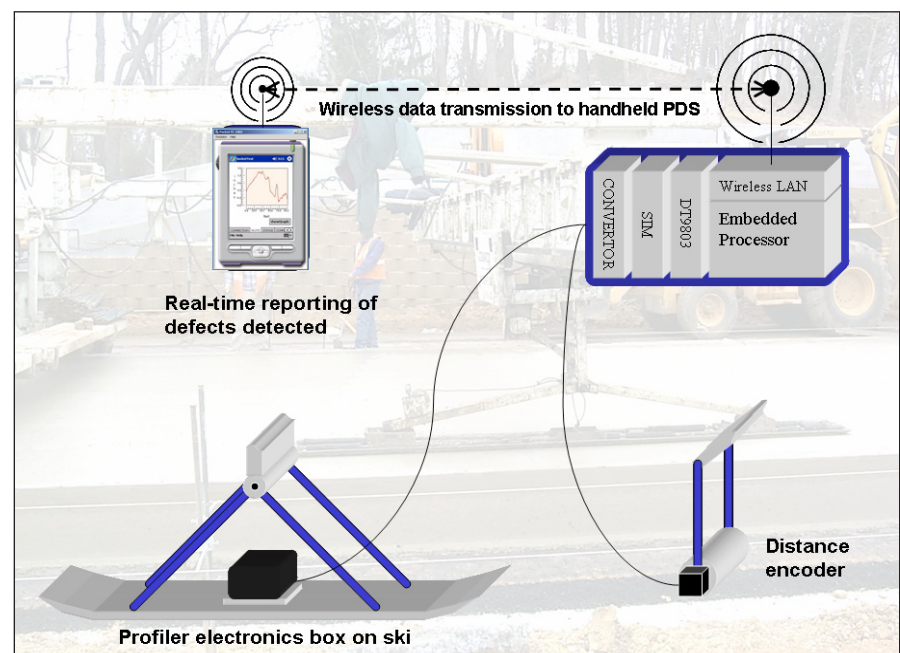 Wireless data transmission to handheld PDS
CONVERTOR
SIM
DT9803
Wireless LAN
Embedded
Processor
Real-time reporting of
defects detected
Distance
encoder
Profiler electronics box on ski